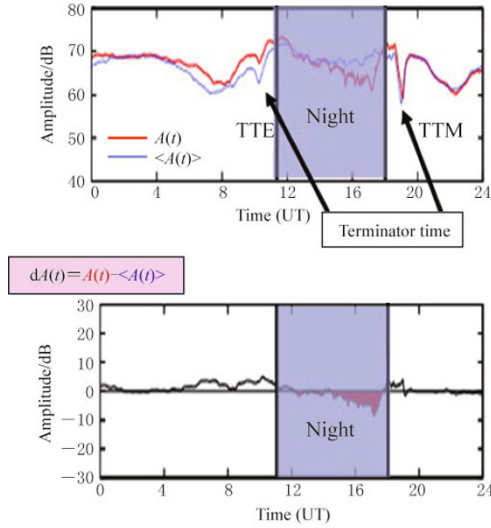 80
70
60
50
40
Amplitude/dB
A(t)
<A(t)>
TTE
Night
TTM
0 4 8 12 16 20 24
Time (UT)
Terminator time
dA(t)=A(t)-<A(t)>
30
20
10
0
−10
−20
−30
Amplitude/dB
Night
0 4 8 12 16 20 24
Time (UT)